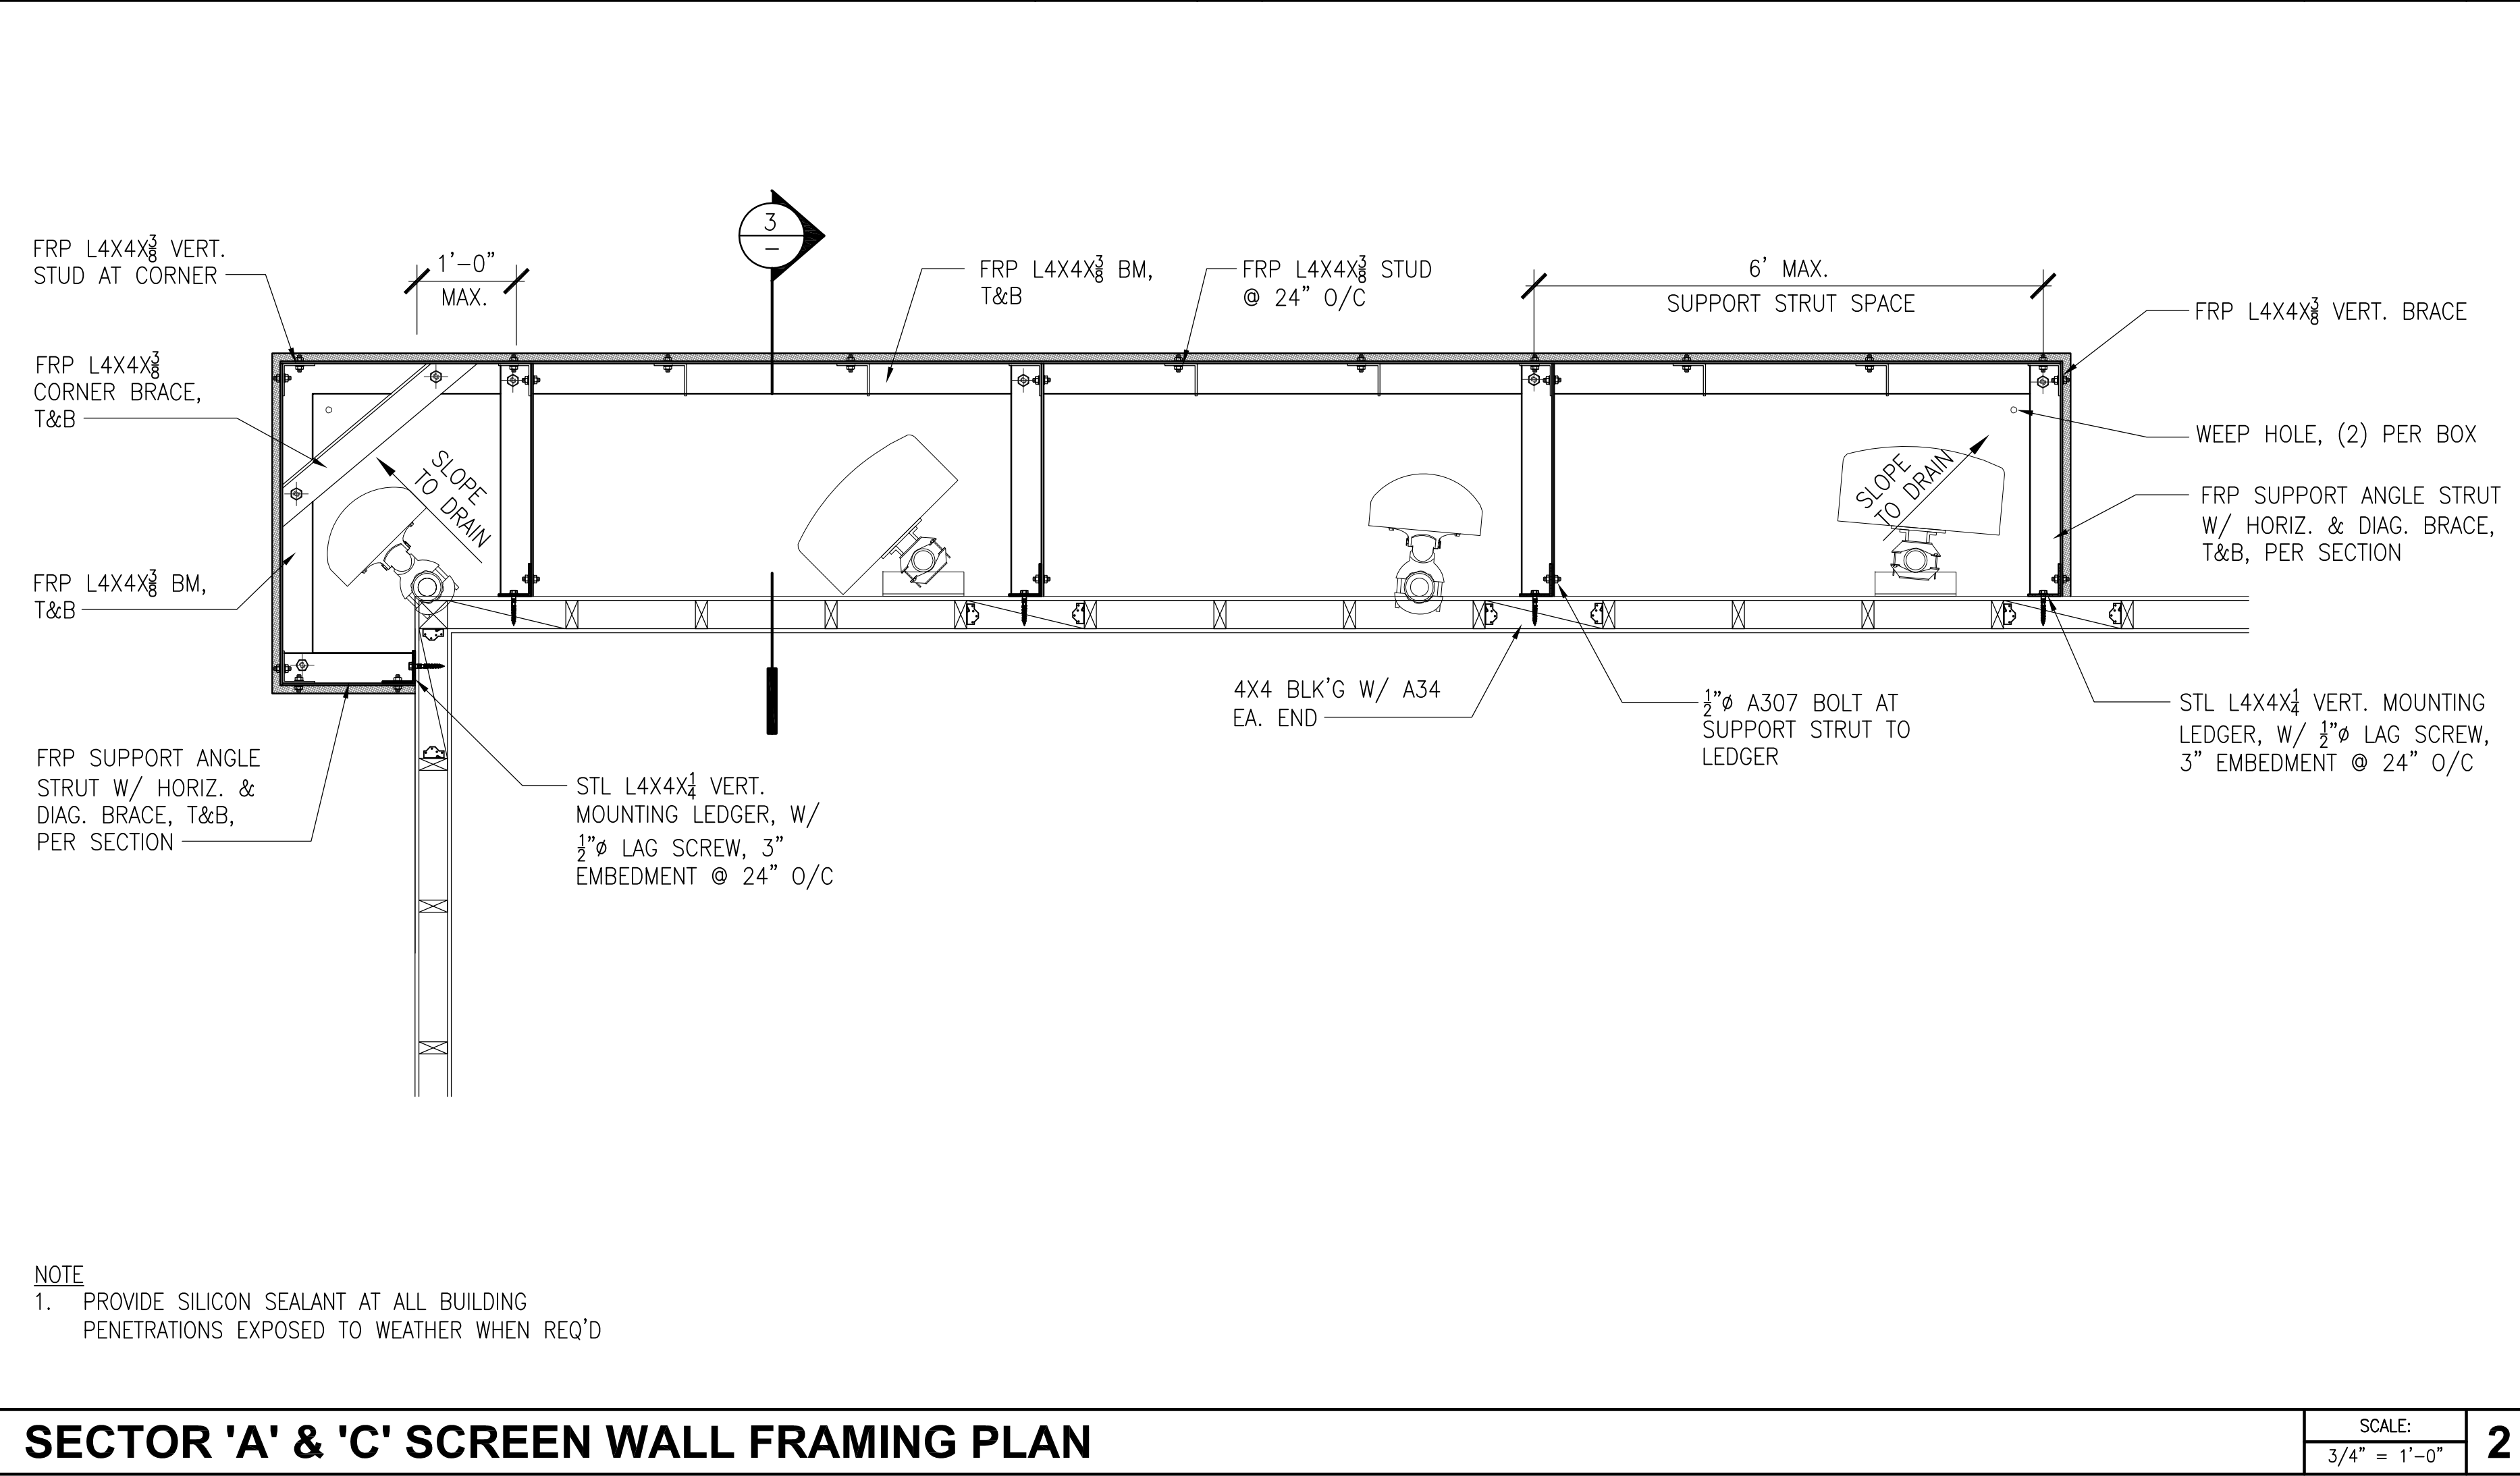 3
–
FRP L4X4X3/8 VERT.
STUD AT CORNER
1'-0"
MAX.
FRP L4X4X3/8 BM,
T&B
FRP L4X4X3/8 STUD
@ 24" O/C
6' MAX.
SUPPORT STRUT SPACE
FRP L4X4X3/8 VERT. BRACE
FRP L4X4X3/8
CORNER BRACE,
T&B
SLOPE
TO DRAIN
SLOPE
TO DRAIN
WEEP HOLE, (2) PER BOX
FRP SUPPORT ANGLE STRUT
W/ HORIZ. & DIAG. BRACE,
T&B, PER SECTION
FRP L4X4X3/8 BM,
T&B
4X4 BLK'G W/ A34
EA. END
1/2"ø A307 BOLT AT
SUPPORT STRUT TO
LEDGER
STL L4X4X1/4 VERT. MOUNTING
LEDGER, W/ 1/2"ø LAG SCREW,
3" EMBEDMENT @ 24" O/C
FRP SUPPORT ANGLE
STRUT W/ HORIZ. &
DIAG. BRACE, T&B,
PER SECTION
STL L4X4X1/4 VERT.
MOUNTING LEDGER, W/
1/2"ø LAG SCREW, 3"
EMBEDMENT @ 24" O/C
NOTE
1. PROVIDE SILICON SEALANT AT ALL BUILDING
PENETRATIONS EXPOSED TO WEATHER WHEN REQ'D
SECTOR 'A' & 'C' SCREEN WALL FRAMING PLAN
SCALE:
3/4" = 1'-0"
2